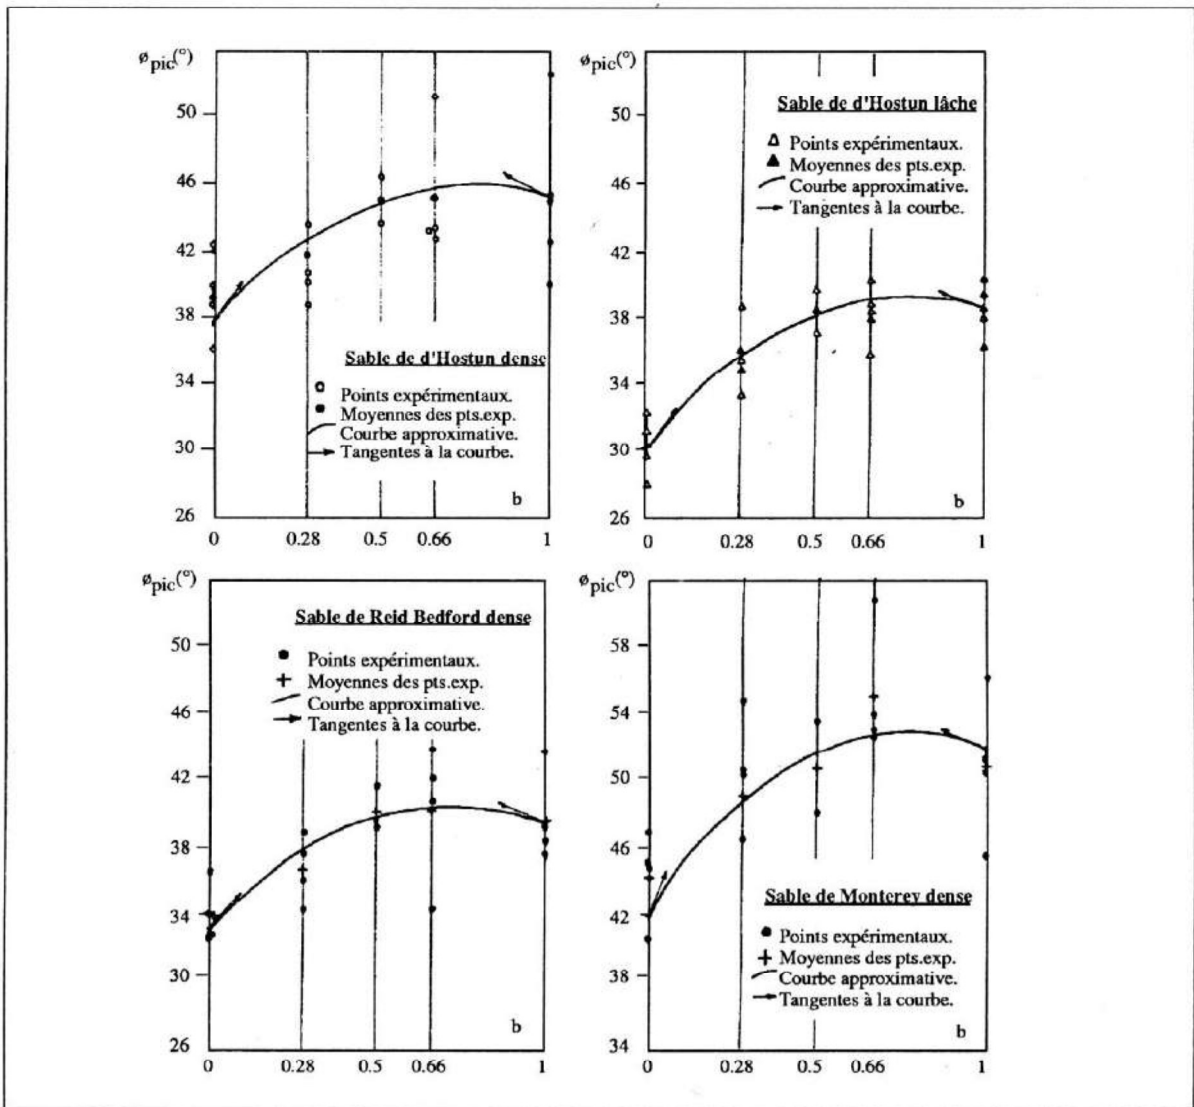 ø pic(°)
50
46
42
38
34
30
26
Sable de d'Hostun dense
Points expérimentaux.
Moyennes des pts.exp.
Courbe approximative.
Tangentes à la courbe.
b
0 0.28 0.5 0.66 1
ø pic(°)
50
46
42
38
34
30
26
Sable de d'Hostun lâche
Points expérimentaux.
Moyennes des pts.exp.
Courbe approximative.
Tangentes à la courbe.
b
0 0.28 0.5 0.66 1
ø pic(°)
50
46
42
38
34
30
26
Sable de Reid Bedford dense
Points expérimentaux.
Moyennes des pts.exp.
Courbe approximative.
Tangentes à la courbe.
b
0 0.28 0.5 0.66 1
ø pic(°)
58
54
50
46
42
38
34
Sable de Monterey dense
Points expérimentaux.
Moyennes des pts.exp.
Courbe approximative.
Tangentes à la courbe.
b
0 0.28 0.5 0.66 1